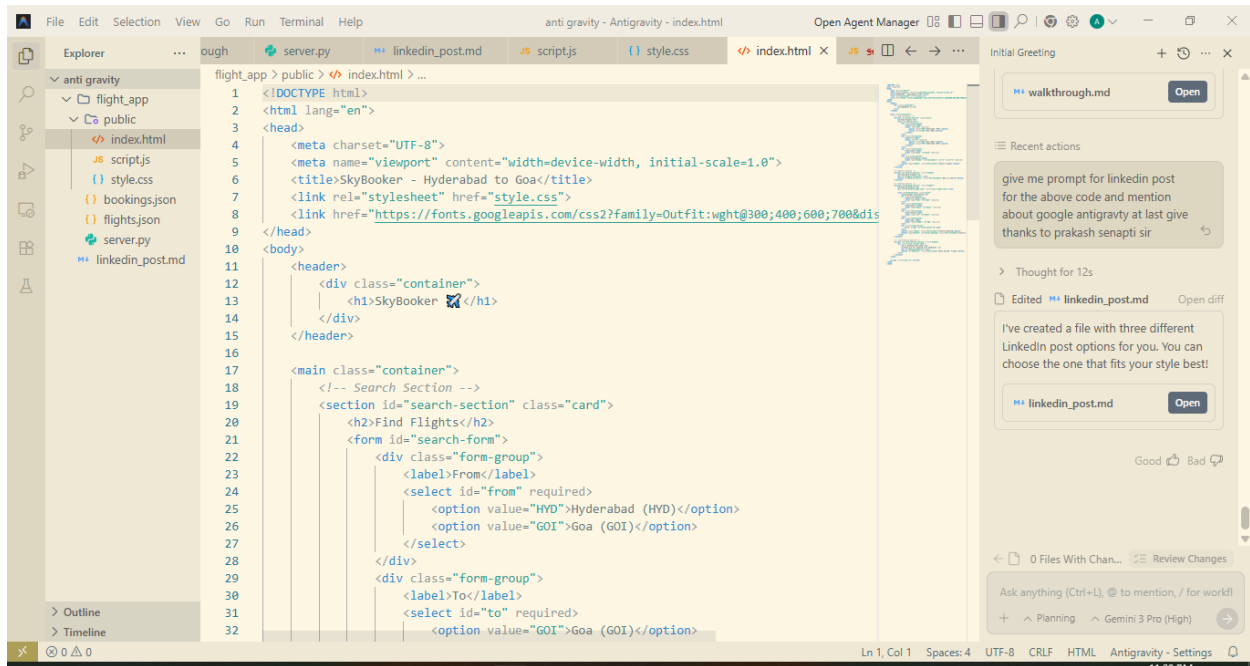 File Edit Selection View Go Run Terminal Help
anti gravity - Antigravity - index.html
Open Agent Manager
A
Explorer
anti gravity
flight_app
public
index.html
JS script.js
{ } style.css
{ } bookings.json
{ } flights.json
server.py
M↓ linkedin_post.md
Outline
Timeline
ough
server.py
M↓ linkedin_post.md
JS script.js
{ } style.css
index.html
JS
flight_app > public > index.html > ...
1 <!DOCTYPE html>
2 <html lang="en">
3 <head>
4 <meta charset="UTF-8">
5 <meta name="viewport" content="width=device-width, initial-scale=1.0">
6 <title>SkyBooker - Hyderabad to Goa</title>
7 <link rel="stylesheet" href="style.css">
8 <link href="https://fonts.googleapis.com/css2?family=Outfit:wght@300;400;600;700&dis
9 </head>
10 <body>
11 <header>
12 <div class="container">
13 <h1>SkyBooker ✈️</h1>
14 </div>
15 </header>
16
17 <main class="container">
18 <!-- Search Section -->
19 <section id="search-section" class="card">
20 <h2>Find Flights</h2>
21 <form id="search-form">
22 <div class="form-group">
23 <label>From</label>
24 <select id="from" required>
25 <option value="HYD">Hyderabad (HYD)</option>
26 <option value="GOI">Goa (GOI)</option>
27 </select>
28 </div>
29 <div class="form-group">
30 <label>To</label>
31 <select id="to" required>
32 <option value="GOI">Goa (GOI)</option>
Initial Greeting
M↓ walkthrough.md
Open
Recent actions
give me prompt for linkedin post
for the above code and mention
about google antigravty at last give
thanks to prakash senapti sir
Thought for 12s
Edited M↓ linkedin_post.md Open diff
I've created a file with three different
LinkedIn post options for you. You can
choose the one that fits your style best!
M↓ linkedin_post.md
Open
Good Bad
0 Files With Chan... Review Changes
Ask anything (Ctrl+L), @ to mention, / for workfl
Planning Gemini 3 Pro (High)
0 0
Ln 1, Col 1 Spaces: 4 UTF-8 CRLF HTML Antigravity - Settings